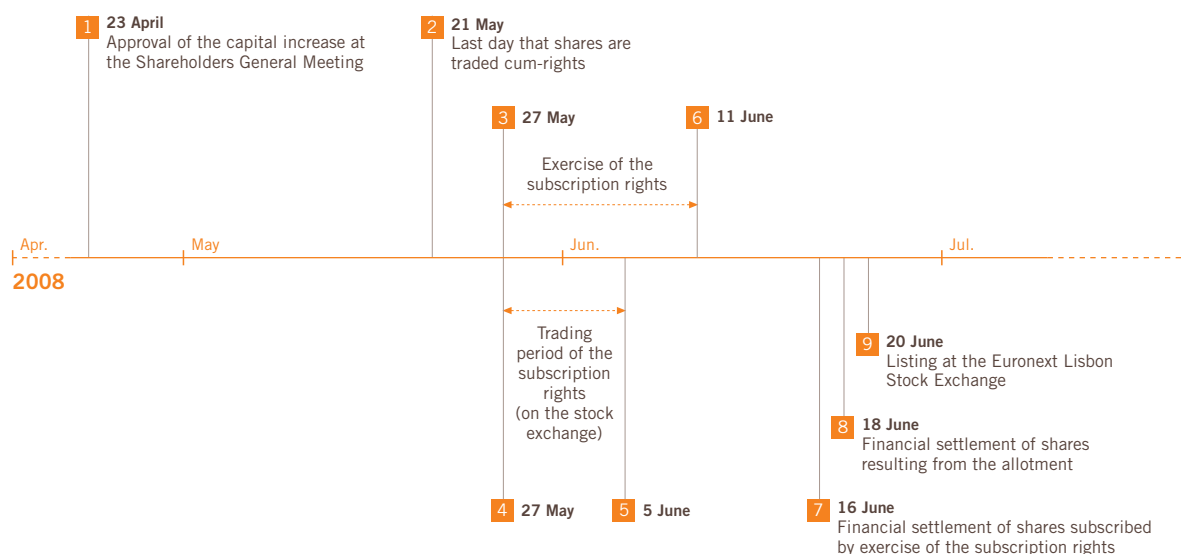 1 23 April
Approval of the capital increase at
the Shareholders General Meeting
2 21 May
Last day that shares are
traded cum-rights
3 27 May
6 11 June
Exercise of the
subscription rights
Apr.
May
Jun.
Jul.
2008
Trading
period of the
subscription
rights
(on the stock
exchange)
9 20 June
Listing at the Euronext Lisbon
Stock Exchange
8 18 June
Financial settlement of shares
resulting from the allotment
4 27 May
5 5 June
7 16 June
Financial settlement of shares subscribed
by exercise of the subscription rights